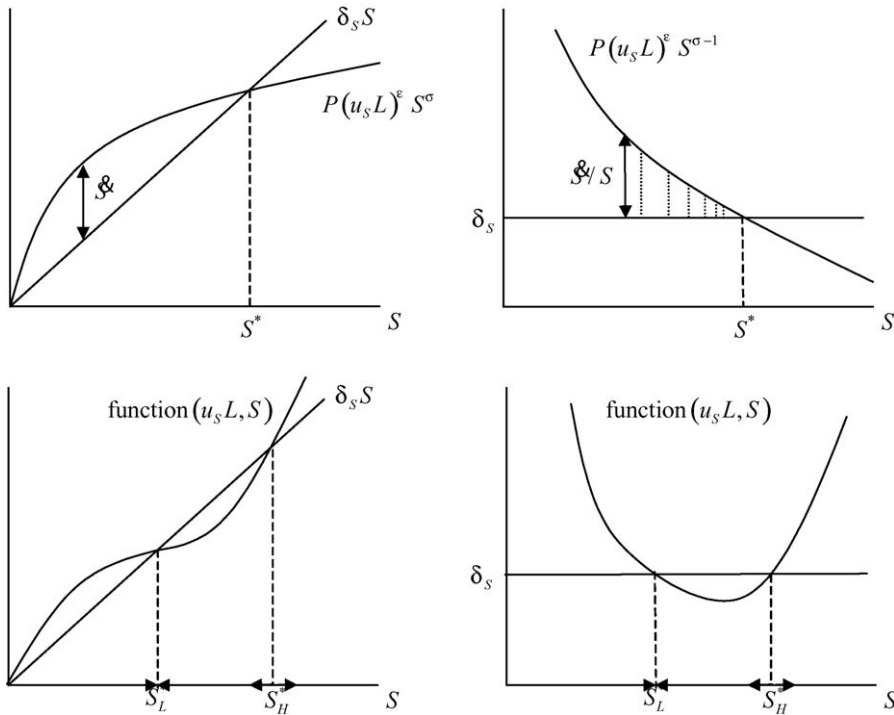 δ_S S
P(u_S L)^ε S^σ
S&
S*
S
P(u_S L)^ε S^{σ−1}
S&/S
δ_S
S*
S
function(u_S L, S)
δ_S S
S_L^*
S_H^*
S
function(u_S L, S)
δ_S
S_L^*
S_H^*
S